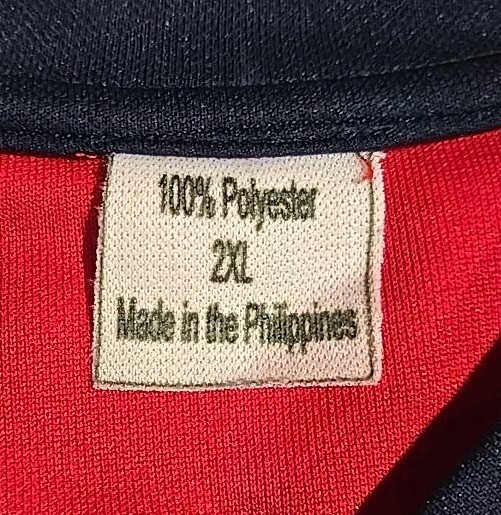 100% Polyester
2XL
Made in the Philippines